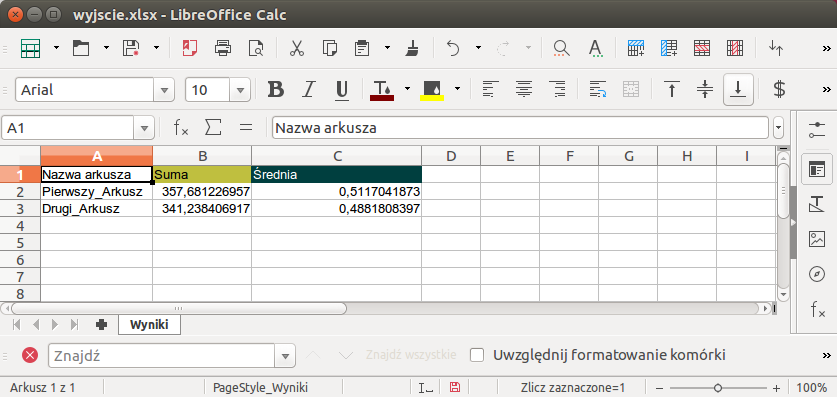 wyjscie.xlsx - LibreOffice Calc
Arial 10 B I U T $ »
A1 fx Σ = Nazwa arkusza
A B C D E F G H I
1 Nazwa arkusza Suma Średnia
2 Pierwszy_Arkusz 357,681226957 0,5117041873
3 Drugi_Arkusz 341,238406917 0,4881808397
4
5
6
7
8
Wyniki
Znajdź Znajdź wszystkie Uwzględnij formatowanie komórki
Arkusz 1 z 1 PageStyle_Wyniki Zlicz zaznaczone=1 100%